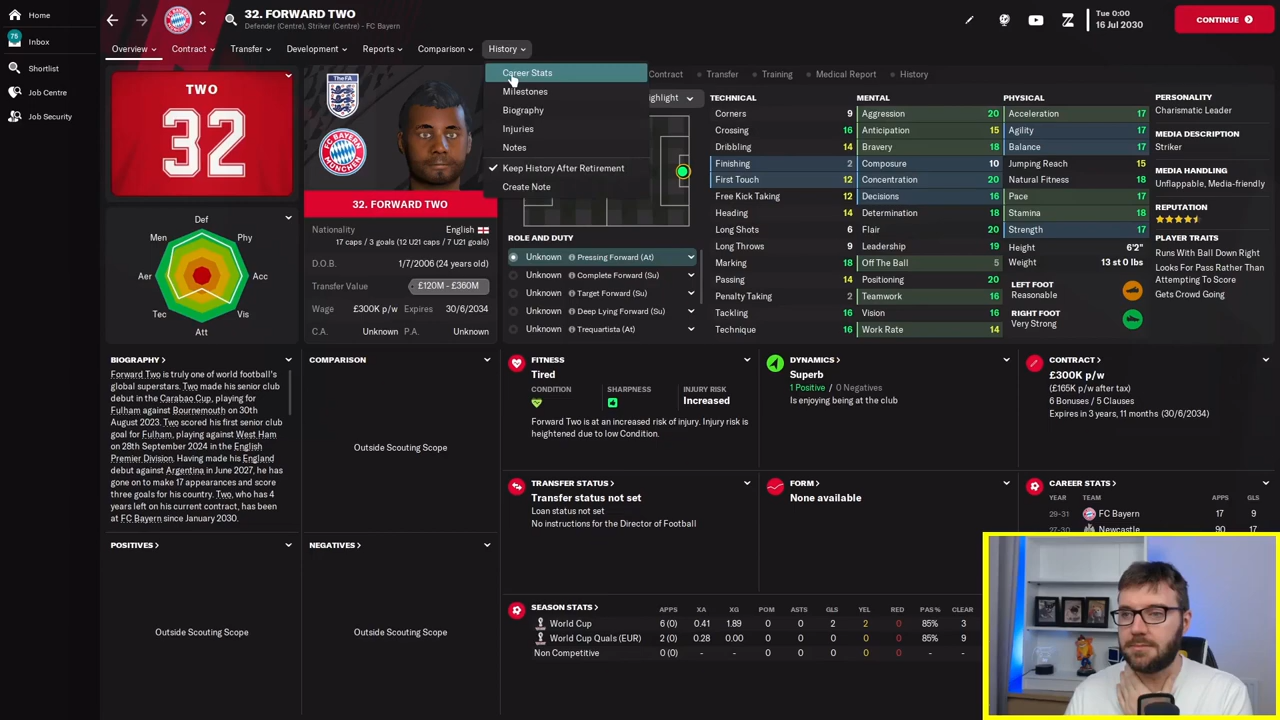 Home
75
Inbox
Shortlist
Job Centre
Job Security
32. FORWARD TWO
Defender (Centre), Striker (Centre) - FC Bayern
Tue 0:00
16 Jul 2030
CONTINUE
Overview
Contract
Transfer
Development
Reports
Comparison
History
Career Stats
Milestones
Biography
Injuries
Notes
Keep History After Retirement
Create Note
Contract
Transfer
Training
Medical Report
History
TWO
32
The FA
32. FORWARD TWO
Nationality English
17 caps / 3 goals (12 U21 caps / 7 U21 goals)
D.O.B. 1/7/2006 (24 years old)
Transfer Value £120M - £360M
Wage £300K p/w Expires 30/6/2034
C.A. Unknown P.A. Unknown
Def
Phy
Acc
Vis
Att
Tec
Aer
Men
ROLE AND DUTY
Unknown Pressing Forward (At)
Unknown Complete Forward (Su)
Unknown Target Forward (Su)
Unknown Deep Lying Forward (Su)
Unknown Trequartista (At)
TECHNICAL
Corners 9
Crossing 16
Dribbling 14
Finishing 2
First Touch 12
Free Kick Taking 12
Heading 14
Long Shots 6
Long Throws 9
Marking 18
Passing 14
Penalty Taking 2
Tackling 16
Technique 16
MENTAL
Aggression 20
Anticipation 15
Bravery 18
Composure 10
Concentration 20
Decisions 16
Determination 18
Flair 20
Leadership 19
Off The Ball 5
Positioning 20
Teamwork 16
Vision 16
Work Rate 14
PHYSICAL
Acceleration 17
Agility 17
Balance 17
Jumping Reach 15
Natural Fitness 18
Pace 17
Stamina 18
Strength 17
Height 6'2"
Weight 13 st 0 lbs
LEFT FOOT
Reasonable
RIGHT FOOT
Very Strong
PERSONALITY
Charismatic Leader
MEDIA DESCRIPTION
Striker
MEDIA HANDLING
Unflappable, Media-friendly
REPUTATION
PLAYER TRAITS
Runs With Ball Down Right
Looks For Pass Rather Than
Attempting To Score
Gets Crowd Going
BIOGRAPHY
Forward Two is truly one of world football's
global superstars. Two made his senior club
debut in the Carabao Cup, playing for
Fulham against Bournemouth on 30th
August 2023. Two scored his first senior club
goal for Fulham, playing against West Ham
on 28th September 2024 in the English
Premier Division. Having made his England
debut against Argentina in June 2027, he has
gone on to make 17 appearances and score
three goals for his country. Two, who has 4
years left on his current contract, has been
at FC Bayern since January 2030.
COMPARISON
Outside Scouting Scope
FITNESS
Tired
CONDITION
SHARPNESS
INJURY RISK
Increased
Forward Two is at an increased risk of injury. Injury risk is
heightened due to low Condition.
DYNAMICS
Superb
1 Positive / 0 Negatives
Is enjoying being at the club
CONTRACT
£300K p/w
(£165K p/w after tax)
6 Bonuses / 5 Clauses
Expires in 3 years, 11 months (30/6/2034)
TRANSFER STATUS
Transfer status not set
Loan status not set
No instructions for the Director of Football
FORM
None available
CAREER STATS
YEAR TEAM APPS GLS
29-31 FC Bayern 17 9
27-30 Newcastle 90 17
POSITIVES
Outside Scouting Scope
NEGATIVES
Outside Scouting Scope
SEASON STATS APPS XA XG POM ASTS GLS YEL RED PAS% CLEAR
World Cup 6 (0) 0.41 1.89 0 0 2 2 0 85% 3
World Cup Quals (EUR) 2 (0) 0.28 0.00 0 0 0 0 0 85% 9
Non Competitive 0 (0) - - - - - - - - -